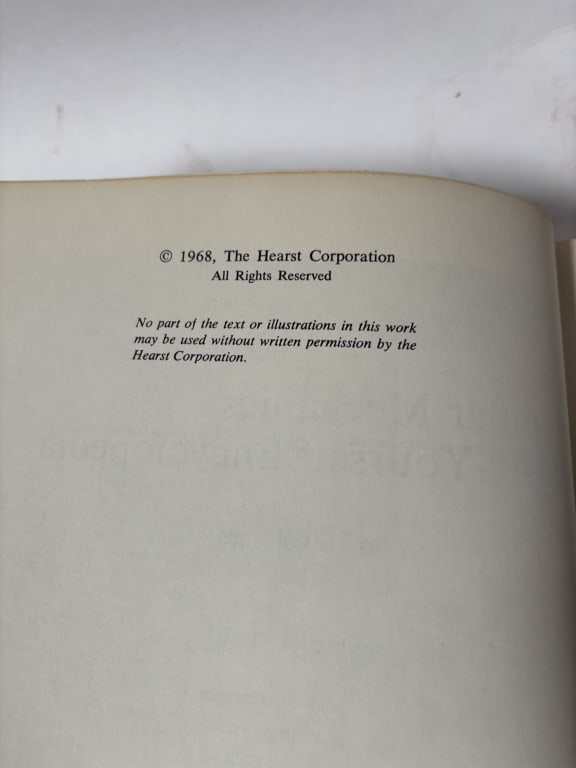 © 1968, The Hearst Corporation
All Rights Reserved
No part of the text or illustrations in this work
may be used without written permission by the
Hearst Corporation.